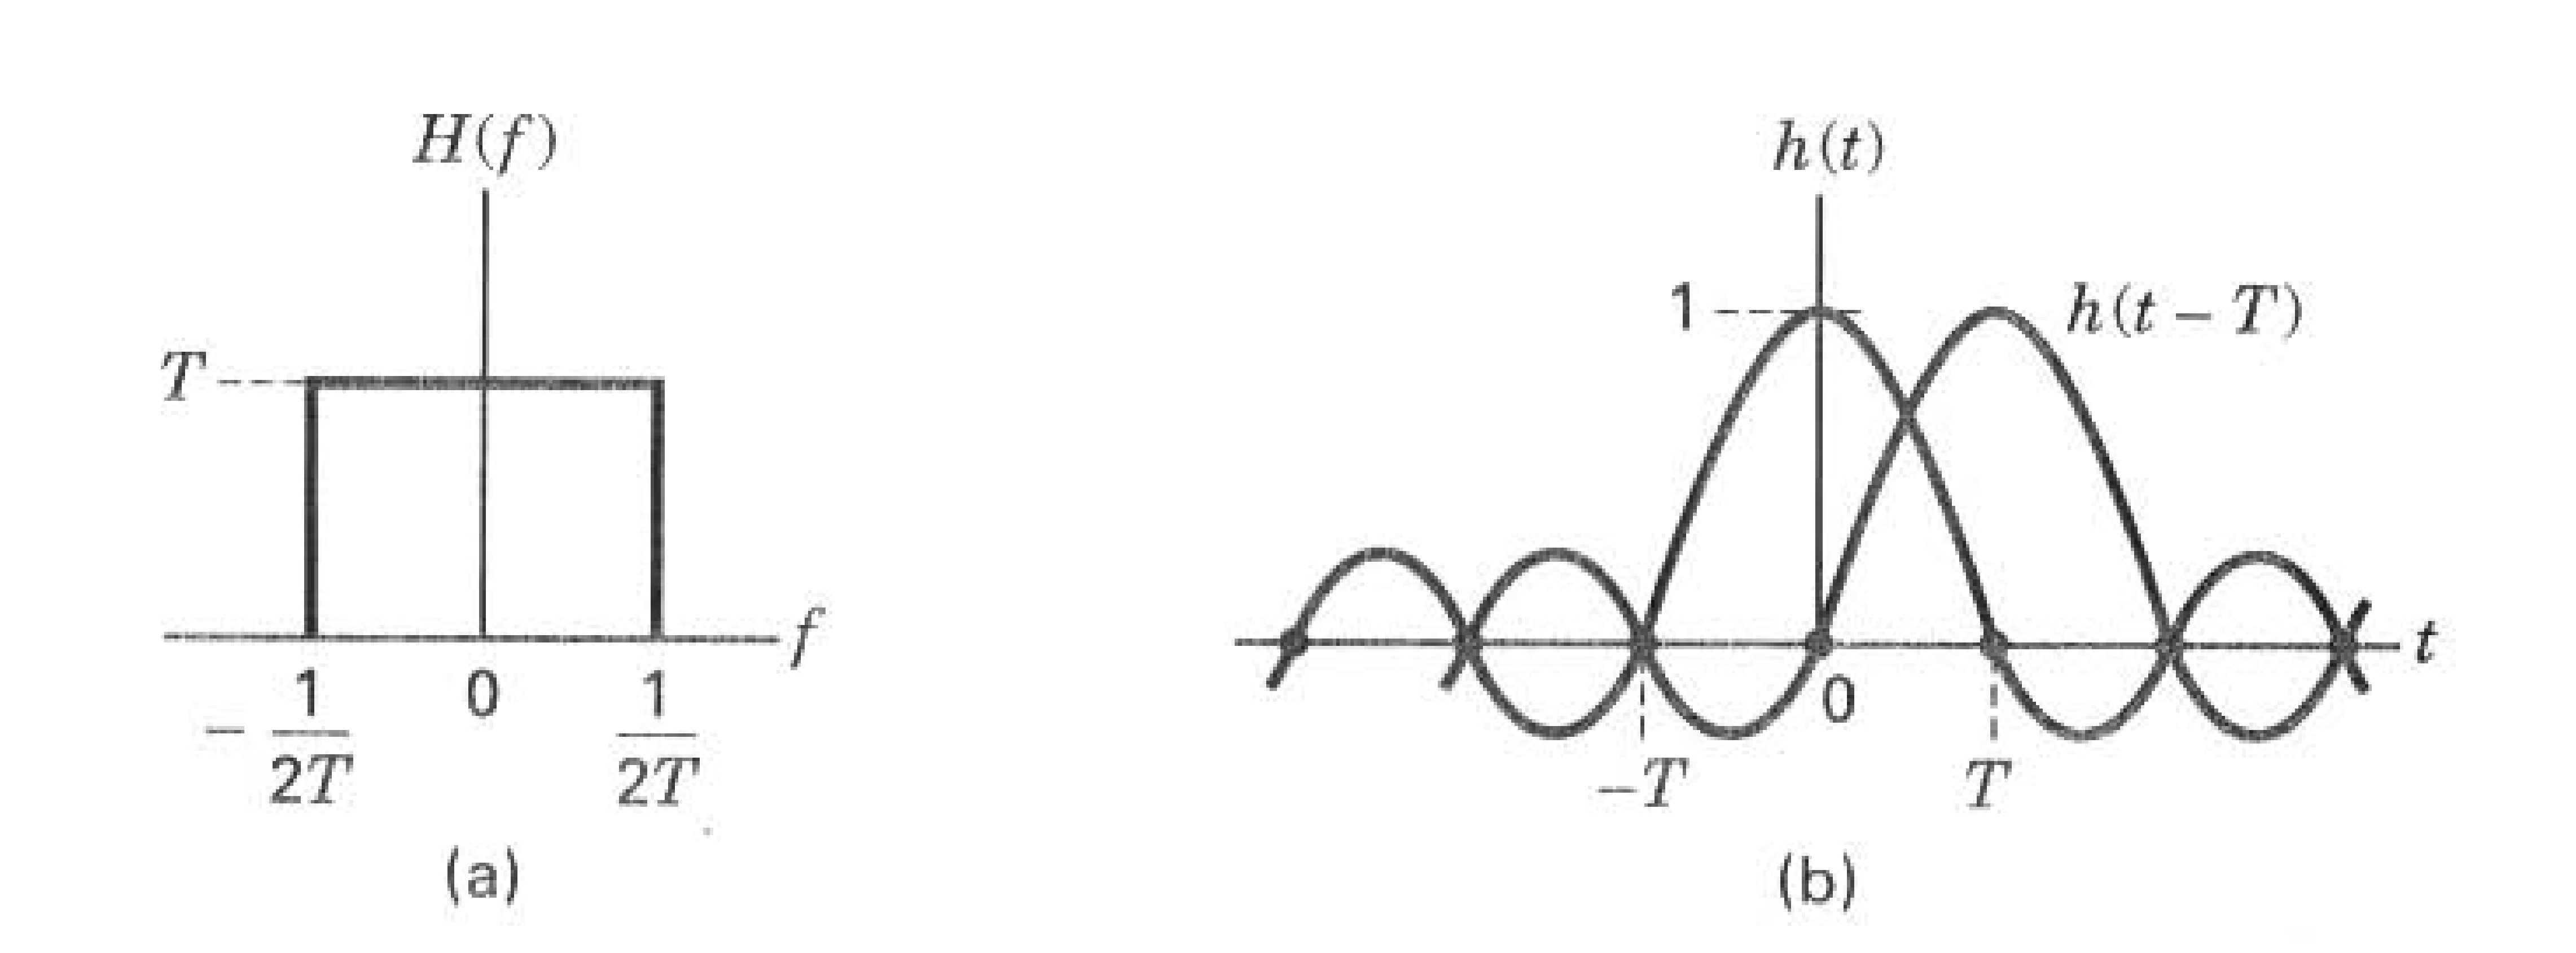 H(f)
T
f
- 1/2T 0 1/2T
(a)
h(t)
1
h(t – T)
t
0
–T T
(b)